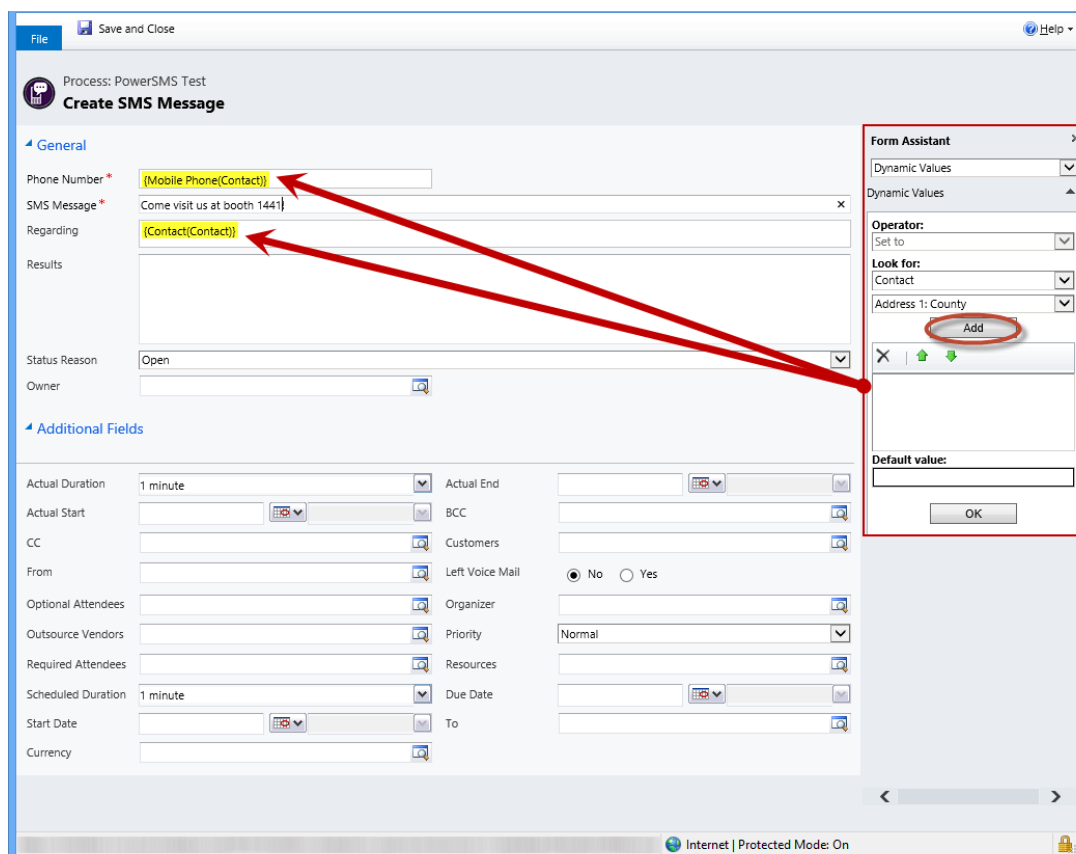 File
Save and Close
Help
Process: PowerSMS Test
Create SMS Message
General
Phone Number *
{Mobile Phone(Contact)}
SMS Message *
Come visit us at booth 1441!
Regarding
{Contact(Contact)}
Results
Status Reason
Open
Owner
Additional Fields
Actual Duration
1 minute
Actual End
Actual Start
BCC
CC
Customers
From
Left Voice Mail
No
Yes
Optional Attendees
Organizer
Outsource Vendors
Priority
Normal
Required Attendees
Resources
Scheduled Duration
1 minute
Due Date
Start Date
To
Currency
Form Assistant
Dynamic Values
Dynamic Values
Operator:
Set to
Look for:
Contact
Address 1: County
Add
Default value:
OK
Internet | Protected Mode: On